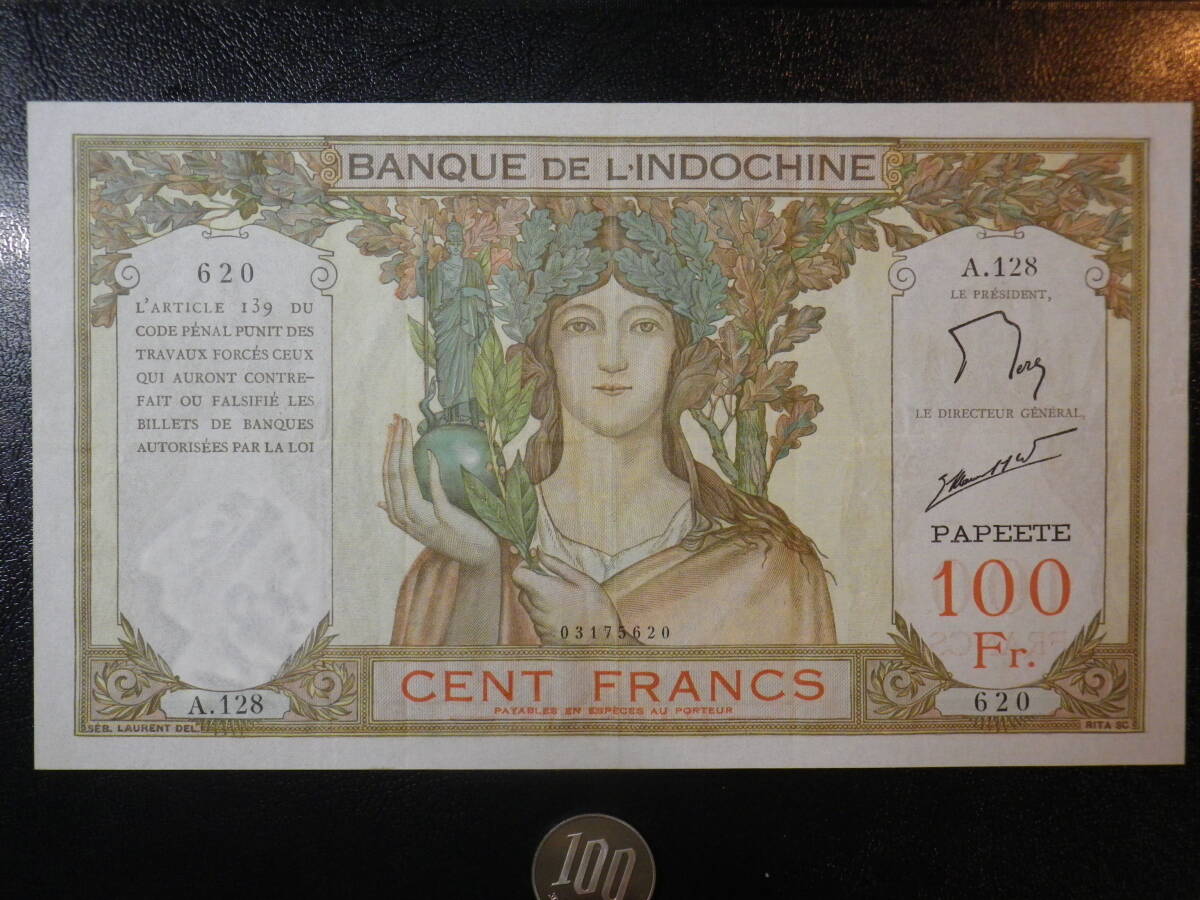 BANQUE DE L'INDOCHINE
620
L'ARTICLE 139 DU
CODE PÉNAL PUNIT DES
TRAVAUX FORCÉS CEUX
QUI AURONT CONTRE-
FAIT OU FALSIFIÉ LES
BILLETS DE BANQUES
AUTORISÉES PAR LA LOI
A.128
A.128
LE PRÉSIDENT,
LE DIRECTEUR GÉNÉRAL,
PAPEETE
100
Fr.
620
03175620
CENT FRANCS
PAYABLES EN ESPÈCES AU PORTEUR
SÉB. LAURENT DEL.
RITA SC.
100